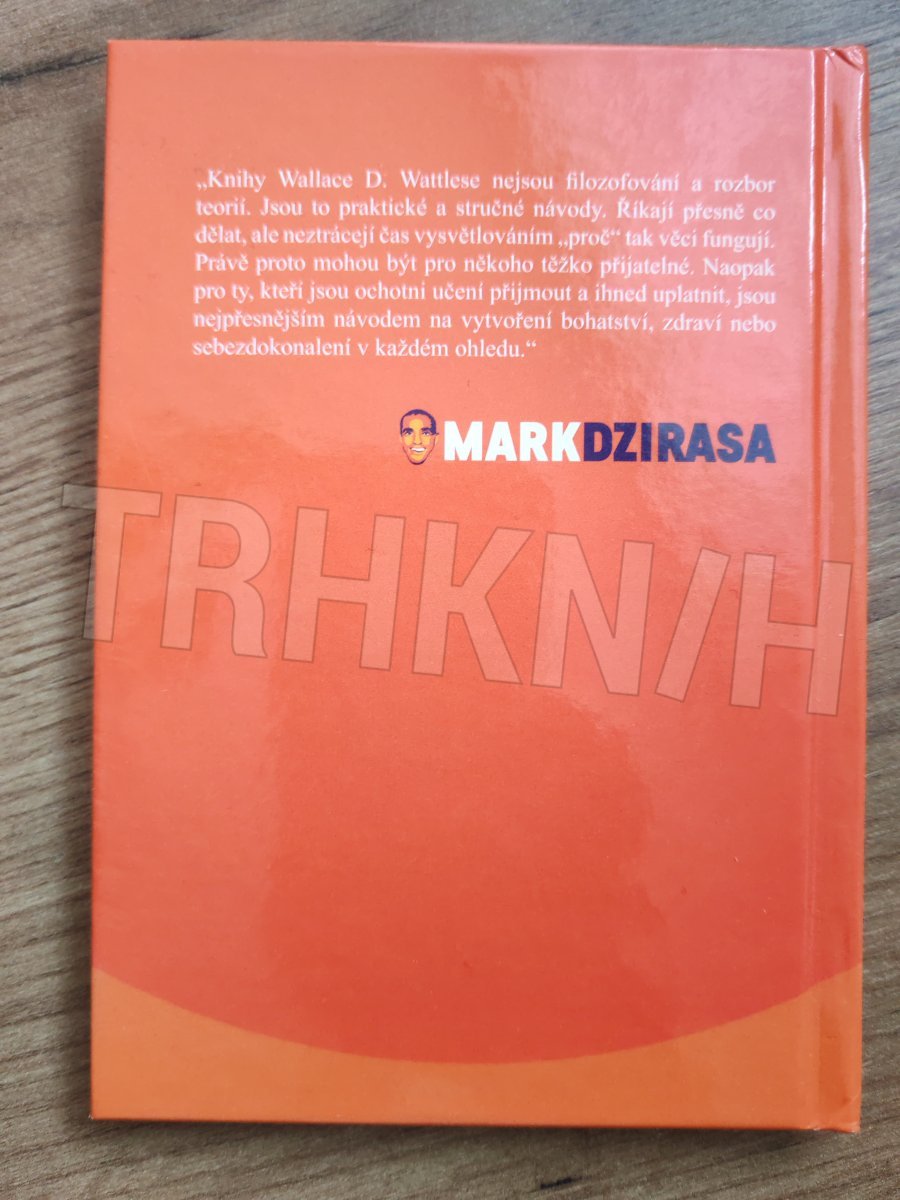 „Knihy Wallace D. Wattlese nejsou filozofování a rozbor
teorií. Jsou to praktické a stručné návody. Říkají přesně co
dělat, ale neztrácejí čas vysvětlováním „proč“ tak věci fungují.
Právě proto mohou být pro někoho těžko přijatelné. Naopak
pro ty, kteří jsou ochotní učení přijmout a ihned uplatnit, jsou
nejpřesnějším návodem na vytvoření bohatství, zdraví nebo
sebezdokonalení v každém ohledu.“
MARKDZIRASA
TRHKN/H